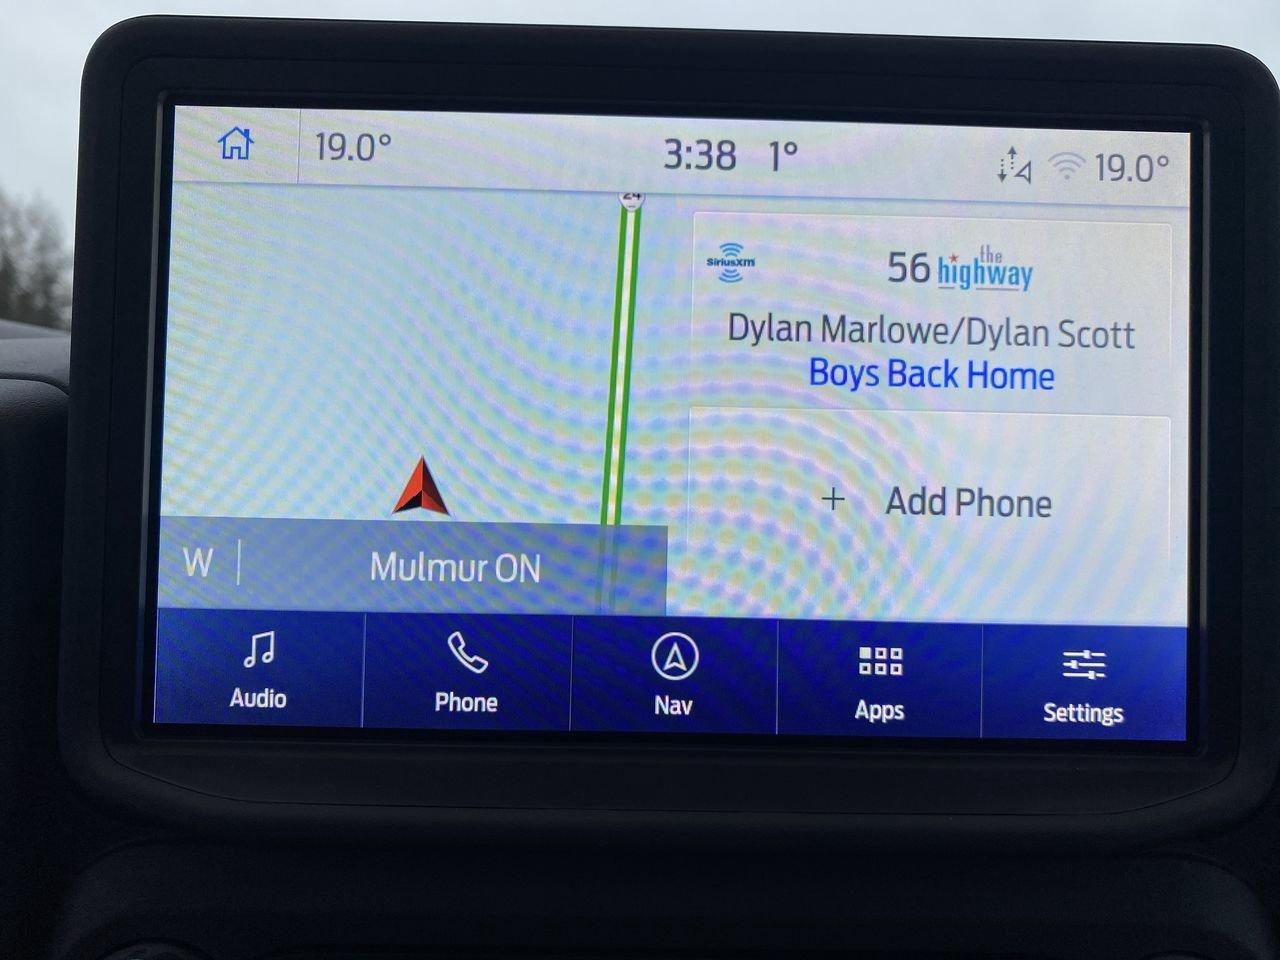 19.0°
3:38 1°
19.0°
24
SiriusXM
56 the highway
Dylan Marlowe/Dylan Scott
Boys Back Home
+ Add Phone
W
Mulmur ON
Audio
Phone
Nav
Apps
Settings